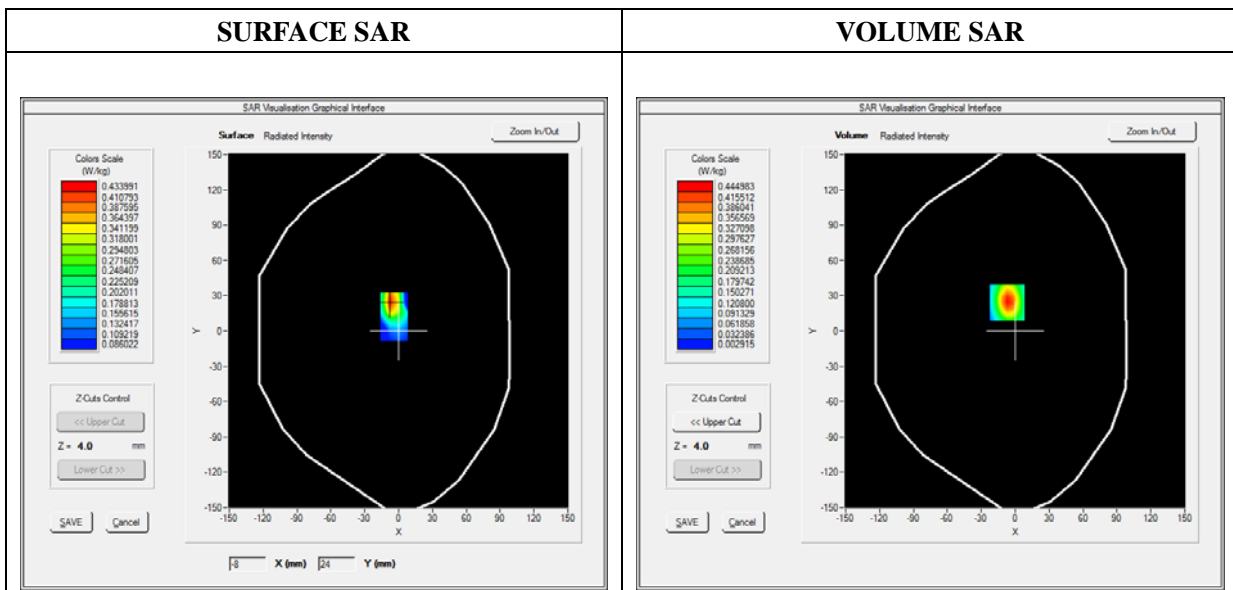 SURFACE SAR
VOLUME SAR
SAR Visualisation Graphical Interface
Surface Radiated Intensity
Zoom In/Out
Colors Scale
(W/kg)
0.433991
0.410793
0.387595
0.364397
0.341199
0.318001
0.294803
0.271605
0.248407
0.225209
0.202011
0.178813
0.155615
0.132417
0.109219
0.086022
150
120
90
60
30
0
-30
-60
-90
-120
-150
Y
-150 -120 -90 -60 -30 0 30 60 90 120 150
X
Z-Cuts Control
<< Upper Cut
Z = 4.0 mm
Lower Cut >>
SAVE Cancel
-8 X (mm) 24 Y (mm)
SAR Visualisation Graphical Interface
Volume Radiated Intensity
Zoom In/Out
Colors Scale
(W/kg)
0.444983
0.415512
0.386041
0.356569
0.327098
0.297627
0.268156
0.238685
0.209213
0.179742
0.150271
0.120800
0.091329
0.061858
0.032386
0.002915
150
120
90
60
30
0
-30
-60
-90
-120
-150
Y
-150 -120 -90 -60 -30 0 30 60 90 120 150
X
Z-Cuts Control
<< Upper Cut
Z = 4.0 mm
Lower Cut >>
SAVE Cancel